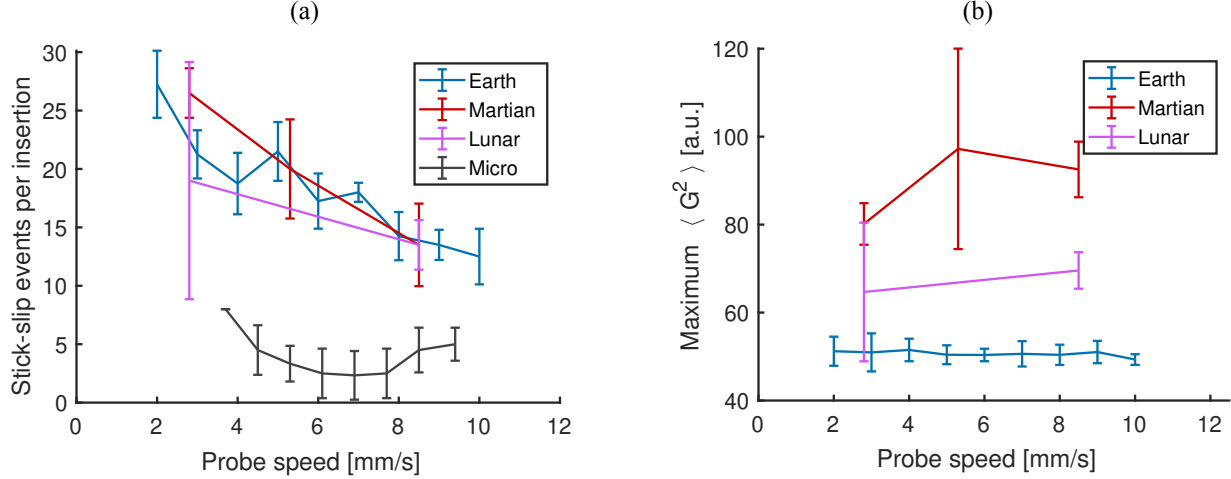 (a)
30
25
20
15
10
5
0
0 2 4 6 8 10 12
Stick-slip events per insertion
Probe speed [mm/s]
Earth
Martian
Lunar
Micro
(b)
120
100
80
60
40
0 2 4 6 8 10 12
Maximum ⟨ G² ⟩ [a.u.]
Probe speed [mm/s]
Earth
Martian
Lunar